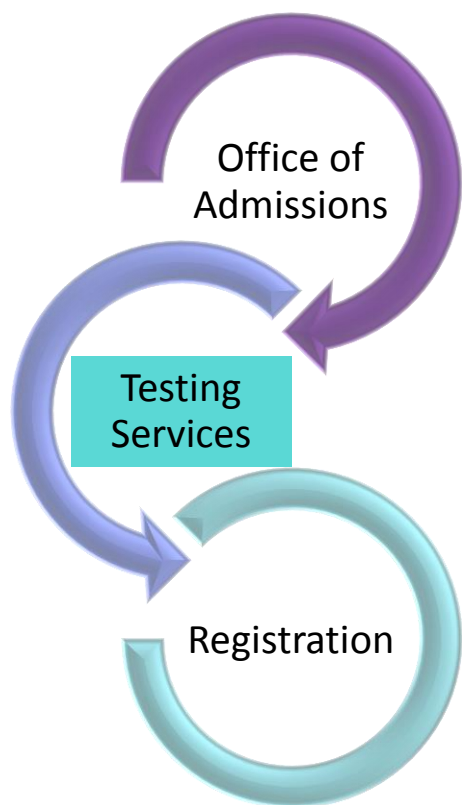 Office of
Admissions
Testing
Services
Registration